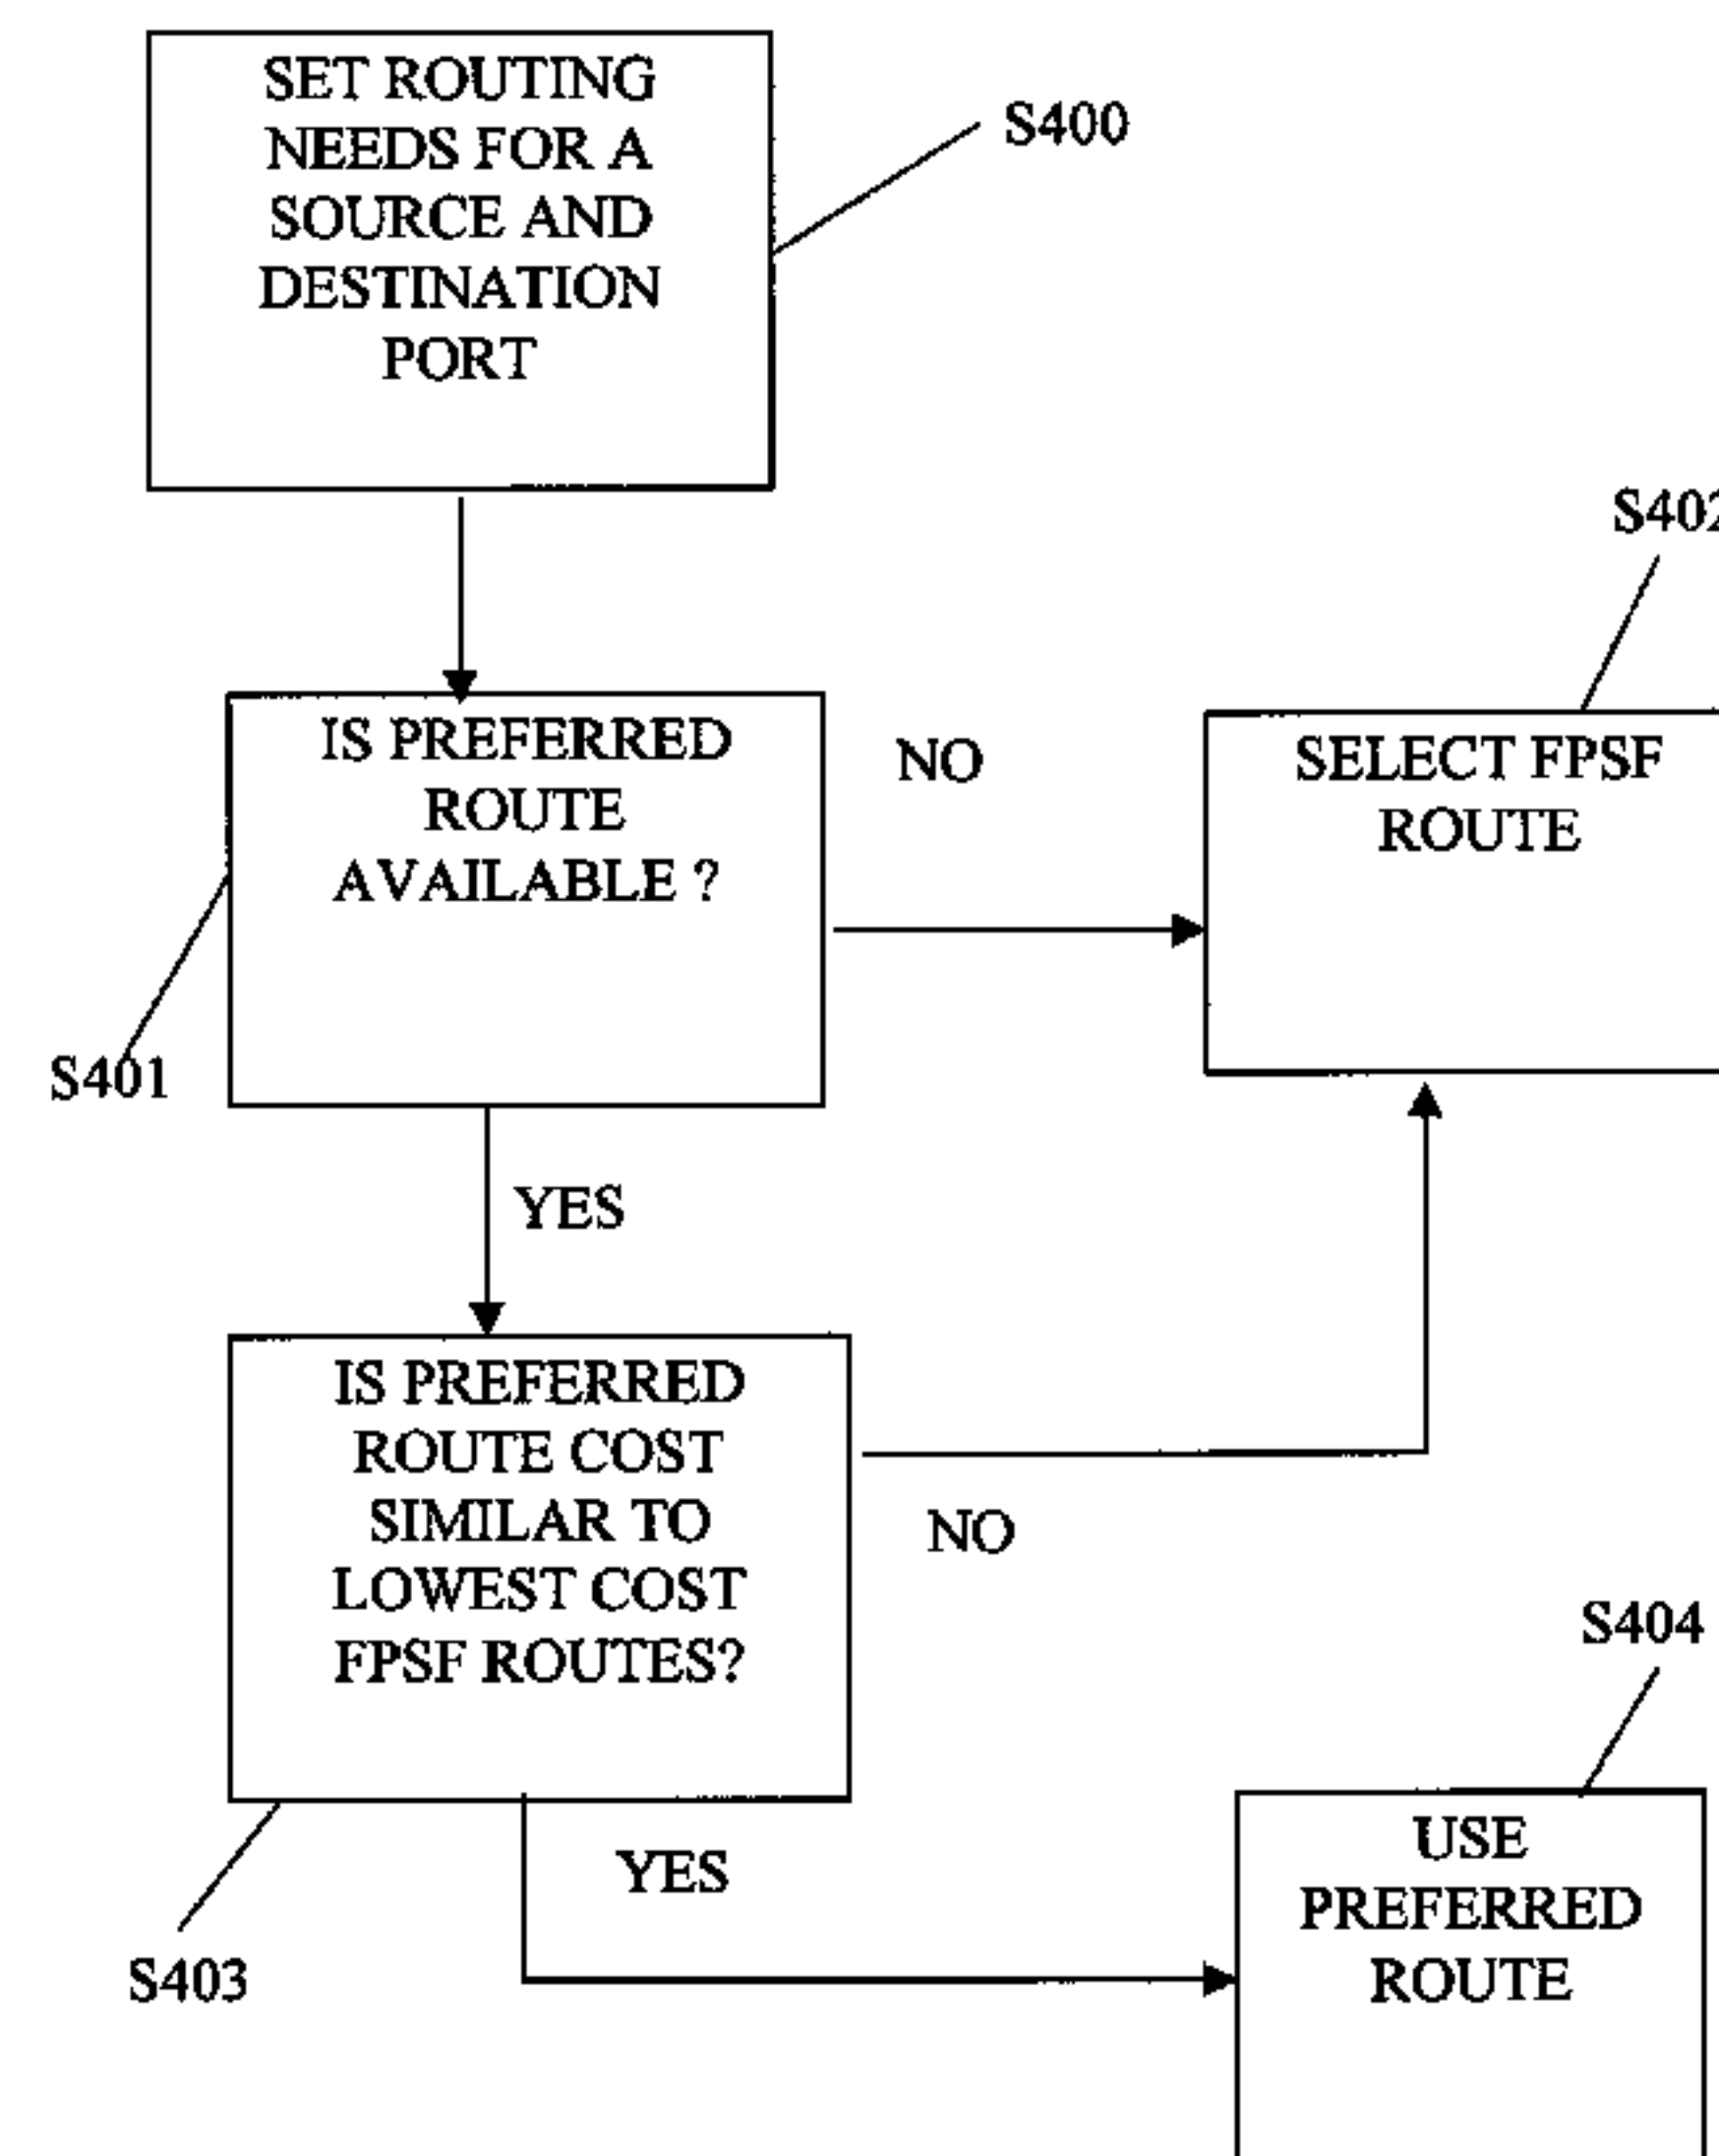 SET ROUTING
NEEDS FOR A
SOURCE AND
DESTINATION
PORT
S400
S402
IS PREFERRED
ROUTE
AVAILABLE ?
NO
SELECT FPSF
ROUTE
S401
YES
IS PREFERRED
ROUTE COST
SIMILAR TO
LOWEST COST
FPSF ROUTES?
NO
S404
YES
USE
PREFERRED
ROUTE
S403